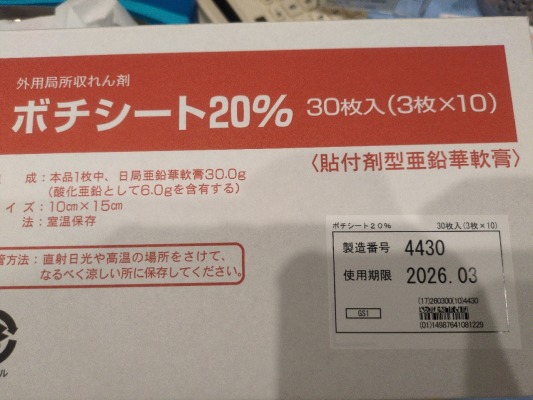 外用局所収れん剤
ボチシート20%
30枚入(3枚×10)
〈貼付剤型亜鉛華軟膏〉
成：本品1枚中、日局亜鉛華軟膏30.0g
(酸化亜鉛として6.0gを含有する)
イズ：10cm×15cm
法：室温保存
管方法：直射日光や高温の場所をさけて、
なるべく涼しい所に保存してください。
ボチシート20% 30枚入(3枚×10)
製造番号 4430
使用期限 2026.03
(17)260300(10)4430
GS1
(01)14987641081229
ル